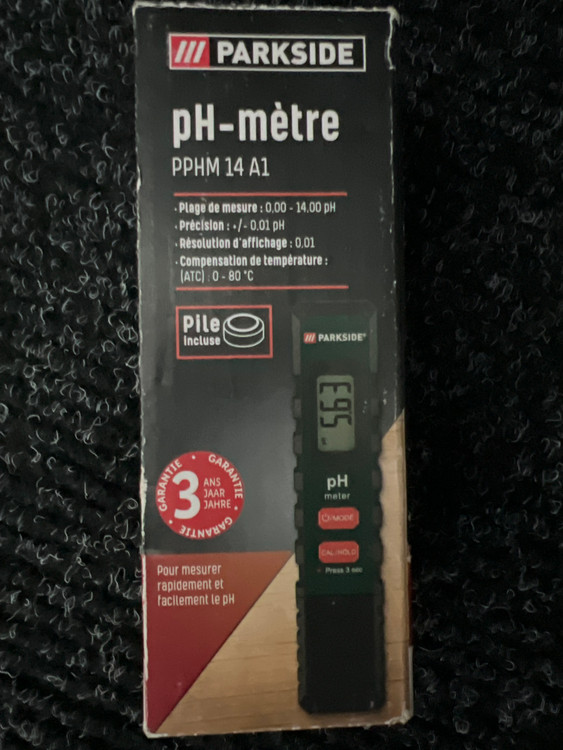 PARKSIDE
pH-mètre
PPHM 14 A1
· Plage de mesure : 0,00 - 14,00 pH
· Précision : +/- 0,01 pH
· Résolution d'affichage : 0,01
· Compensation de température :
(ATC) : 0 - 80 °C
Pile
incluse
PARKSIDE®
pH
meter
MODE
CAL/HOLD
Press 3 sec
GARANTIE · GARANTIE · GARANTIE
3 ANS
JAAR
JAHRE
Pour mesurer
rapidement et
facilement le pH